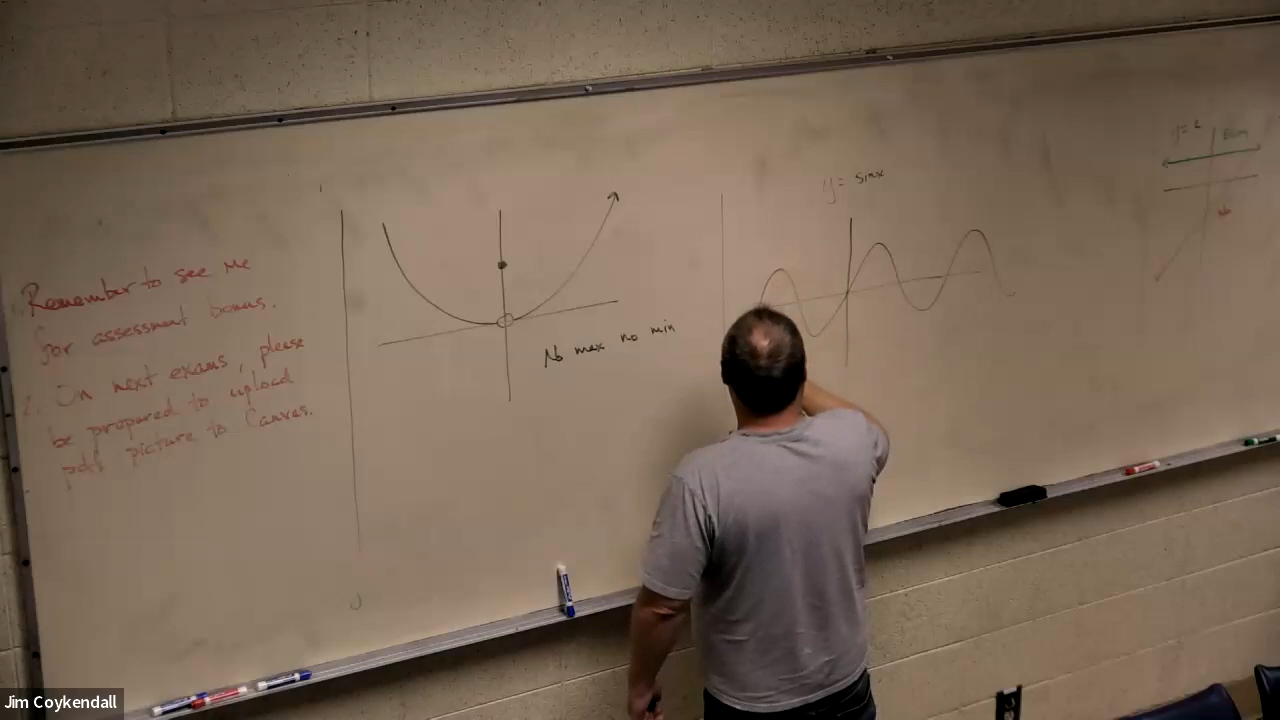 Remember to see me
for assessment bonus.
2. On next exams, please
be prepared to upload
pdf picture to Canvas.
No max no min
y = sinx
Jim Coykendall